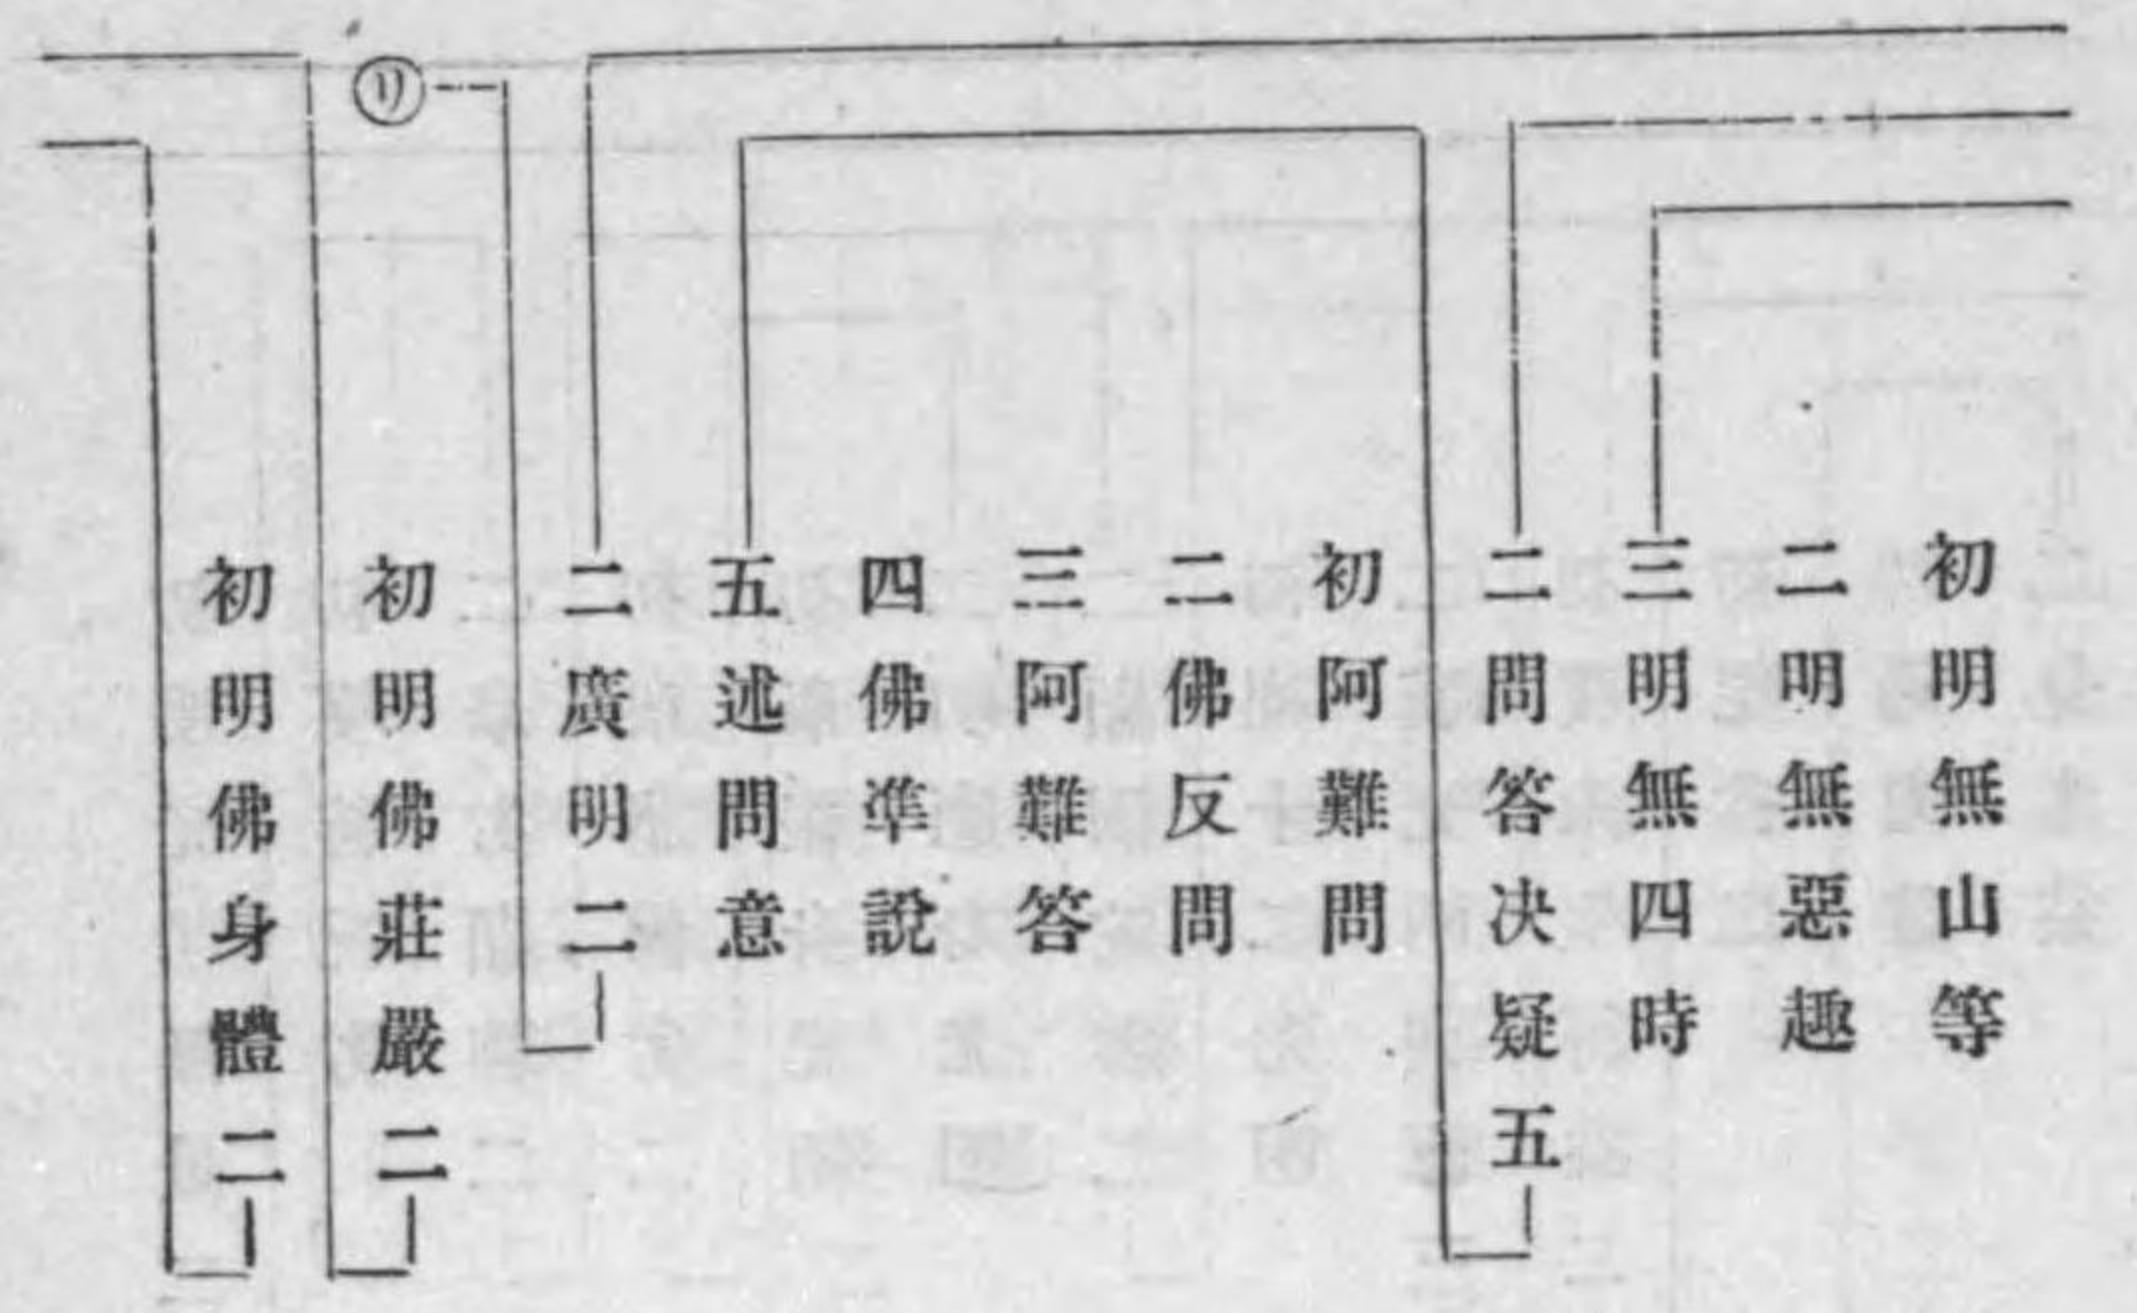 初明無山等
二明無惡趣
三明無四時
二問答决疑五
初阿難問
二佛反問
三阿難答
四佛準說
五述問意
二廣明二
リ
初明佛莊嚴二
初明佛身體二